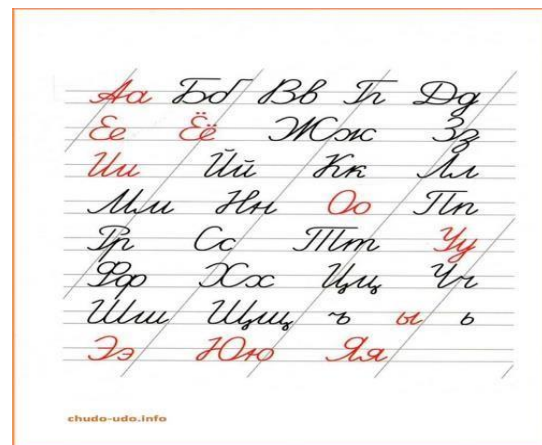 Аа Бб Вв Гг Дд
Ее Ёё Жж Зз
Ии Йй Кк Лл
Мм Нн Оо Пп
Рр Сс Тт Уу
Фф Хх Цц Чч
Шш Щщ ъ ы ь
Ээ Юю Яя
chudo-udo.info